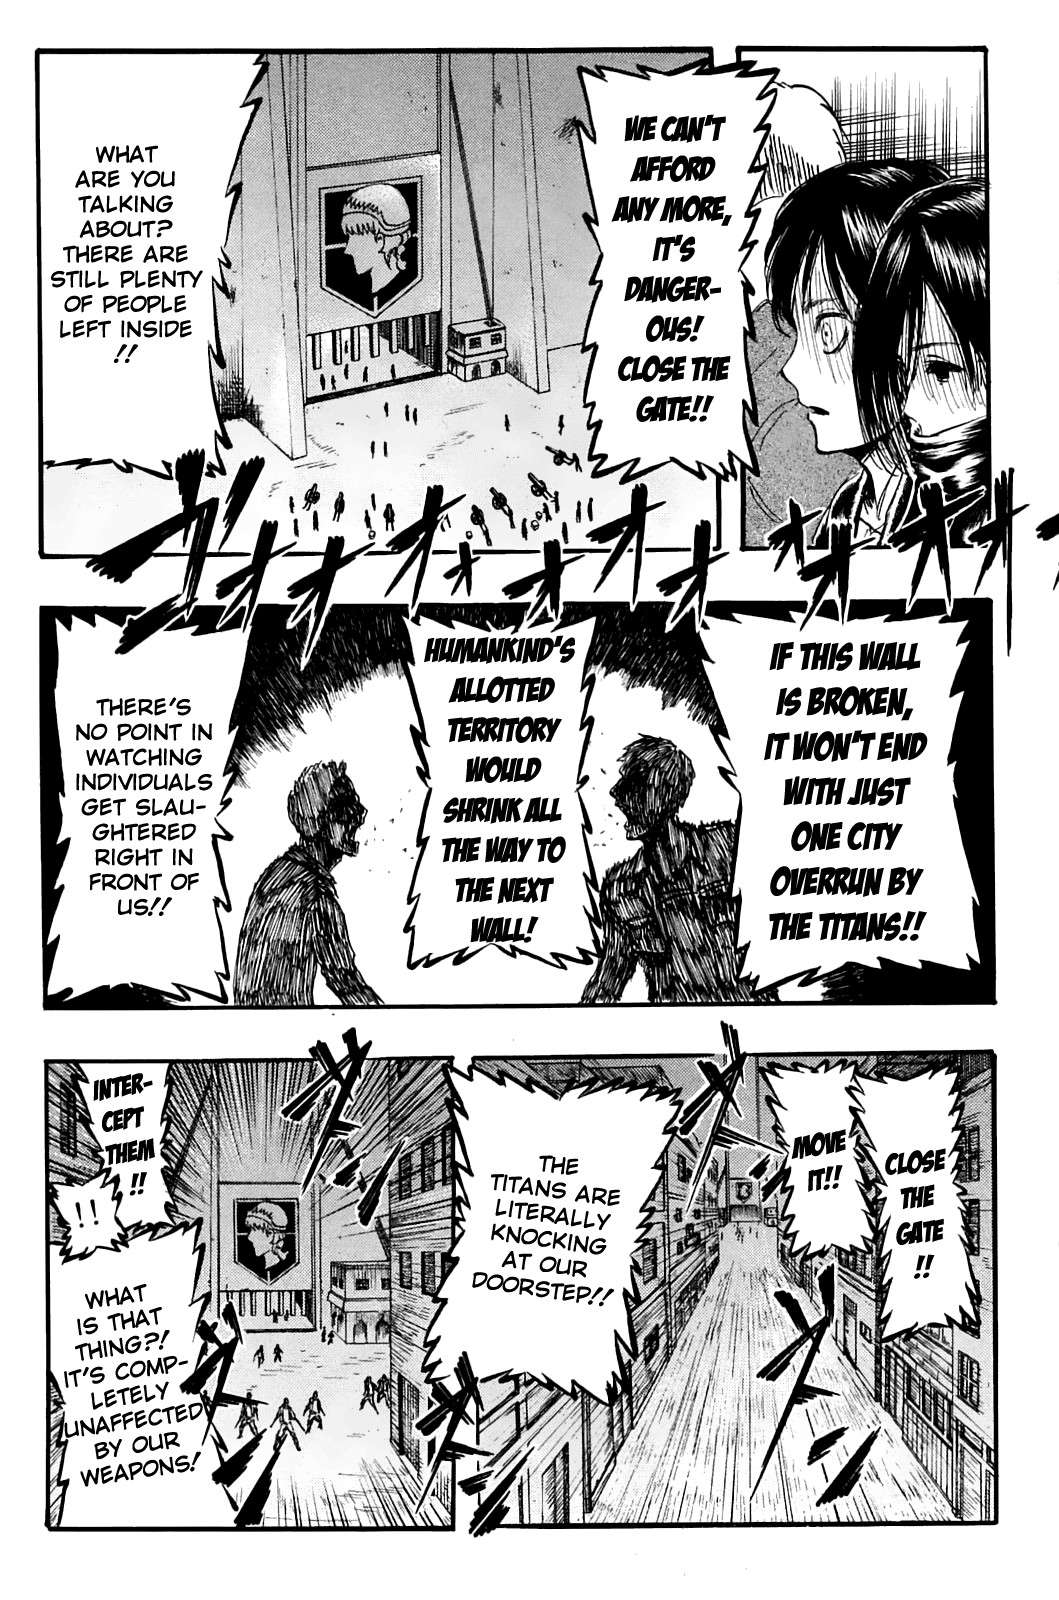 WE CAN'T
AFFORD
ANY MORE,
IT'S
DANGER-
OUS!
CLOSE THE
GATE!!
WHAT
ARE YOU
TALKING
ABOUT?
THERE ARE
STILL PLENTY
OF PEOPLE
LEFT INSIDE
!!
IF THIS WALL
IS BROKEN,
IT WON'T END
WITH JUST
ONE CITY
OVERRUN BY
THE TITANS!!
HUMANKIND'S
ALLOTTED
TERRITORY
WOULD
SHRINK ALL
THE WAY TO
THE NEXT
WALL!
THERE'S
NO POINT IN
WATCHING
INDIVIDUALS
GET SLAU-
GHTERED
RIGHT IN
FRONT OF
US!!
CLOSE
THE
GATE
!!
MOVE
IT!!
THE
TITANS ARE
LITERALLY
KNOCKING
AT OUR
DOORSTEP!!
INTER-
CEPT
THEM
!!
!!
WHAT
IS THAT
THING?!
IT'S COMP-
LETELY
UNAFFECTED
BY OUR
WEAPONS!